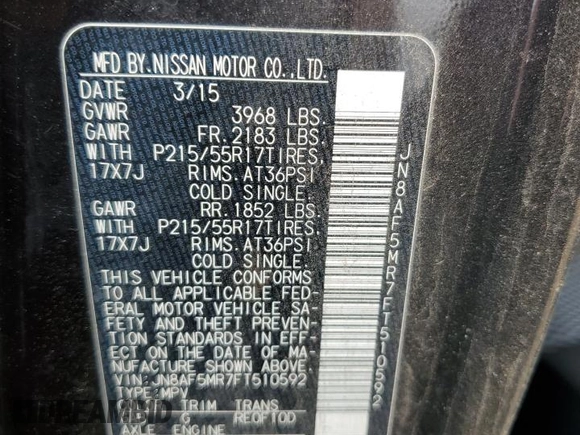 MFD BY.NISSAN MOTOR CO.,LTD.
DATE 3/15
GVWR 3968 LBS.
GAWR FR. 2183 LBS.
WITH P215/55R17TIRES.
17X7J RIMS. AT36PSI
COLD SINGLE.
GAWR RR. 1852 LBS.
WITH P215/55R17TIRES.
17X7J RIMS. AT36PSI
COLD SINGLE.
THIS VEHICLE CONFORMS
TO ALL APPLICABLE FED-
ERAL MOTOR VEHICLE SA-
FETY AND THEFT PREVEN-
TION STANDARDS IN EFF-
ECT ON THE DATE OF MA-
NUFACTURE SHOWN ABOVE.
VIN:JN8AF5MR7FT510592
TYPE:MPV
TRIM TRANS
G RE0F10D
AXLE ENGINE
JN8AF5MR7FT510592